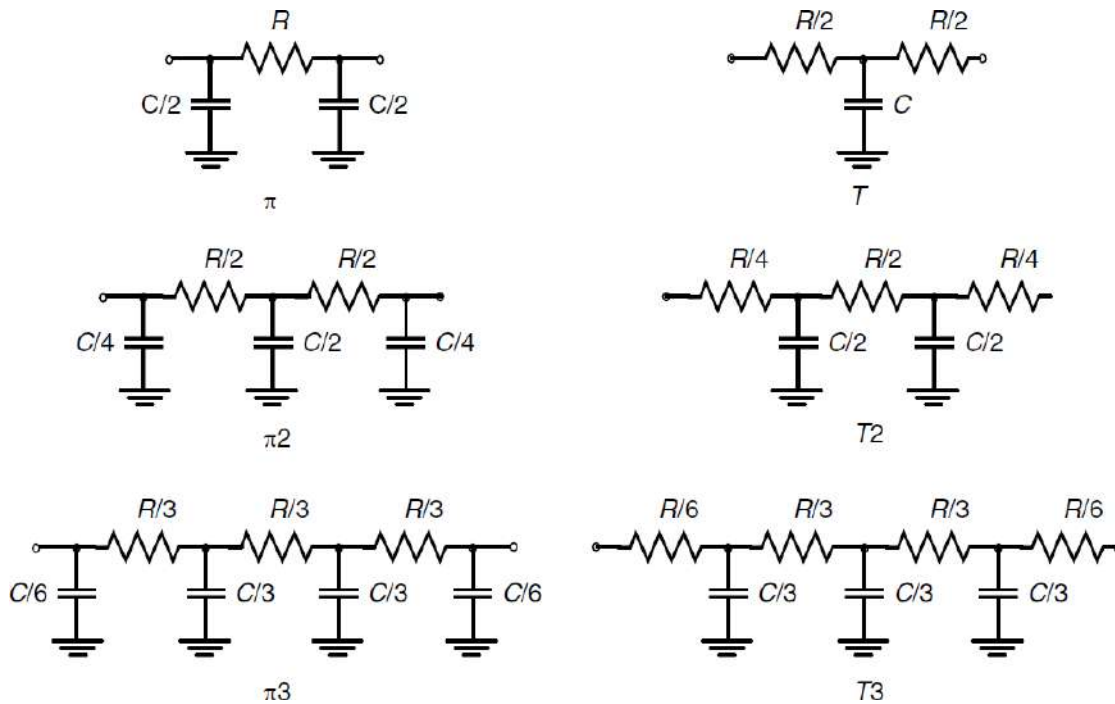 R
R/2 R/2
C/2 C/2
C
π
T
R/2 R/2
R/4 R/2 R/4
C/4 C/2 C/4
C/2 C/2
π2
T2
R/3 R/3 R/3
R/6 R/3 R/3 R/6
C/6 C/3 C/3 C/6
C/3 C/3 C/3
π3
T3